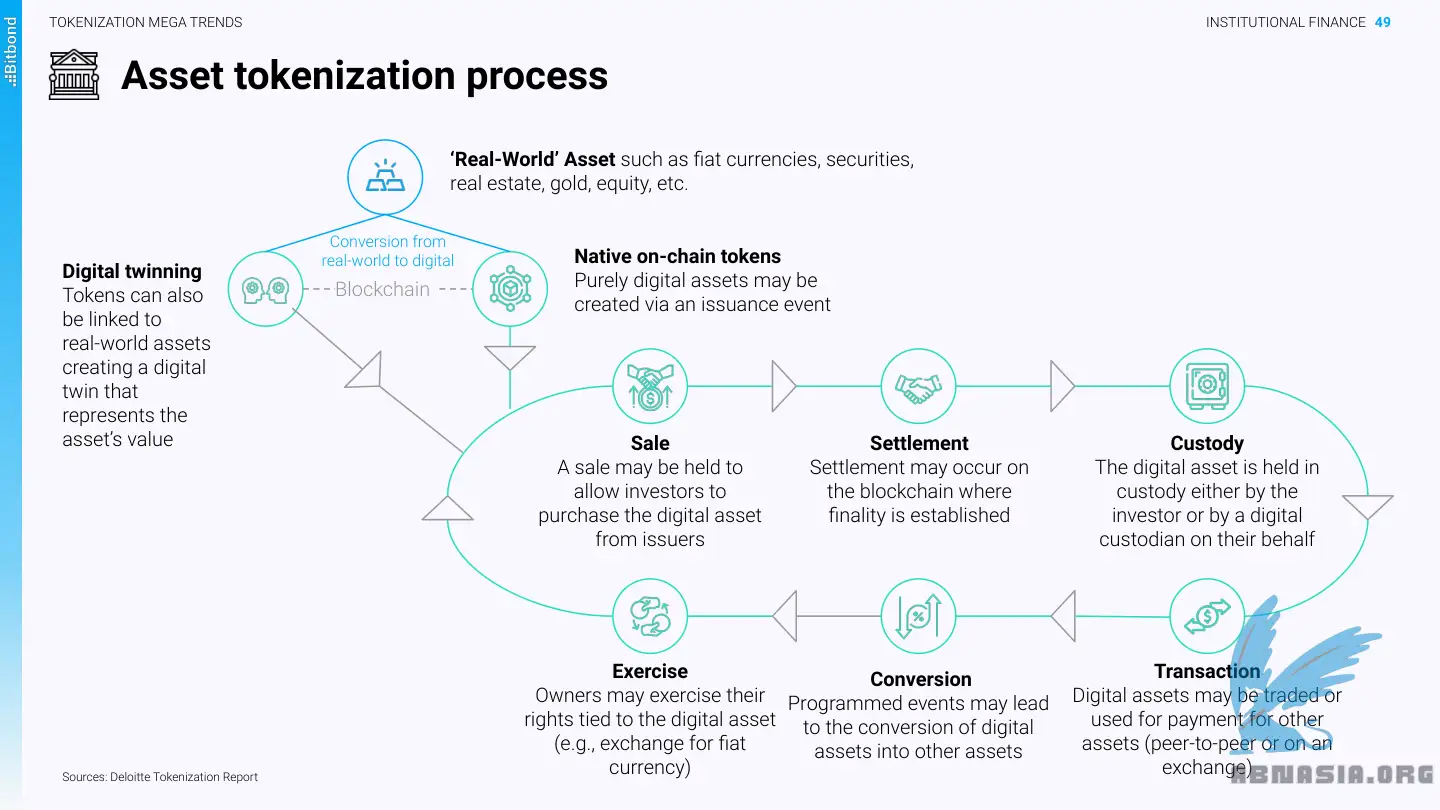 Bitbond
TOKENIZATION MEGA TRENDS
INSTITUTIONAL FINANCE 49
Asset tokenization process
‘Real-World’ Asset such as fiat currencies, securities,
real estate, gold, equity, etc.
Conversion from
real-world to digital
Blockchain
Digital twinning
Tokens can also
be linked to
real-world assets
creating a digital
twin that
represents the
asset’s value
Native on-chain tokens
Purely digital assets may be
created via an issuance event
Sale
A sale may be held to
allow investors to
purchase the digital asset
from issuers
Settlement
Settlement may occur on
the blockchain where
finality is established
Custody
The digital asset is held in
custody either by the
investor or by a digital
custodian on their behalf
Exercise
Owners may exercise their
rights tied to the digital asset
(e.g., exchange for fiat
currency)
Conversion
Programmed events may lead
to the conversion of digital
assets into other assets
Transaction
Digital assets may be traded or
used for payment for other
assets (peer-to-peer or on an
exchange)
Sources: Deloitte Tokenization Report
ABNASIA.ORG